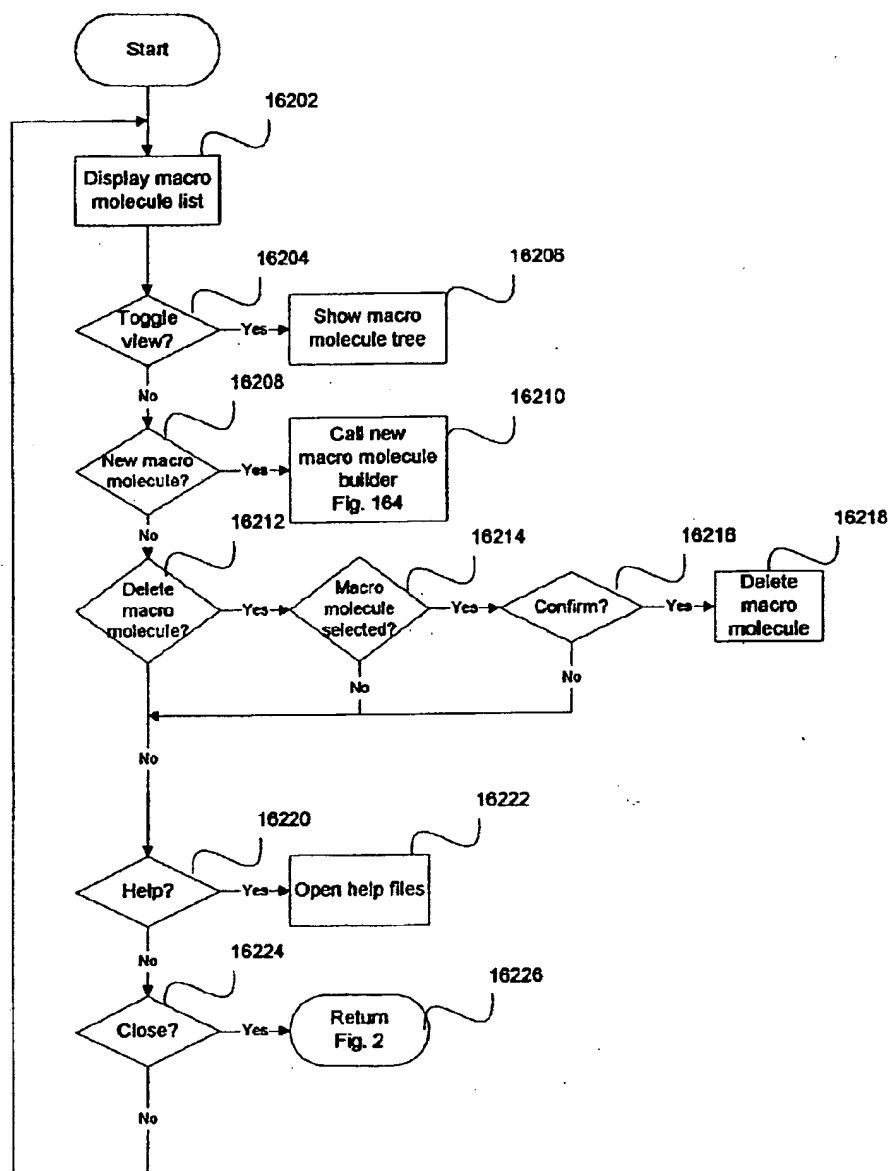 Start
16202
Display macro
molecule list
16204
Toggle
view?
Yes
16206
Show macro
molecule tree
No
16208
New macro
molecule?
Yes
16210
Call new
macro molecule
builder
Fig. 164
No
16212
Delete
macro
molecule?
Yes
16214
Macro
molecule
selected?
Yes
16216
Confirm?
Yes
16218
Delete
macro
molecule
No
No
No
16220
Help?
Yes
16222
Open help files
No
16224
Close?
Yes
16226
Return
Fig. 2
No